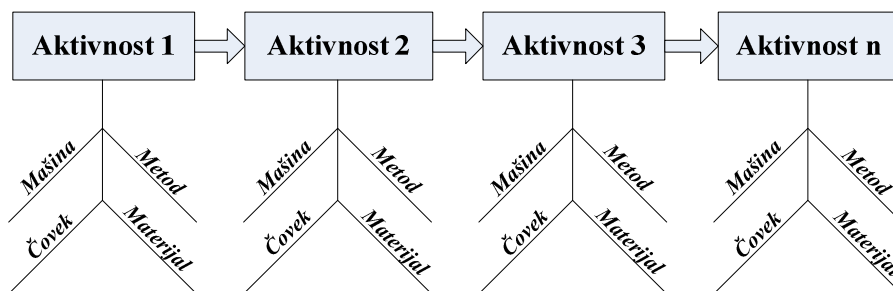 Aktivnost 1
Aktivnost 2
Aktivnost 3
Aktivnost n
Mašina
Metod
Čovek
Materijal
Mašina
Metod
Čovek
Materijal
Mašina
Metod
Čovek
Materijal
Mašina
Metod
Čovek
Materijal